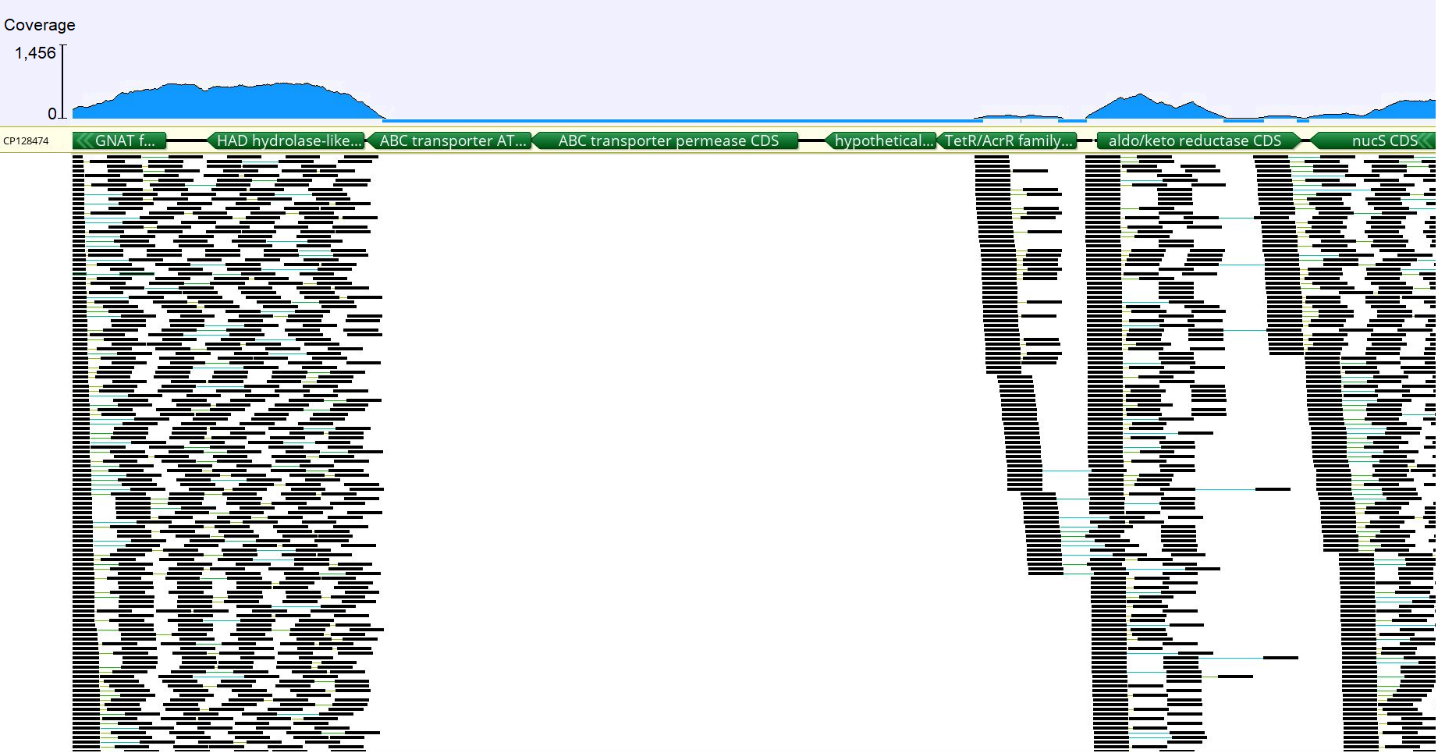 Coverage
1,456
0
CP128474 GNAT f... HAD hydrolase-like... ABC transporter AT... ABC transporter permease CDS hypothetical... TetR/AcrR family... aldo/keto reductase CDS nucS CDS